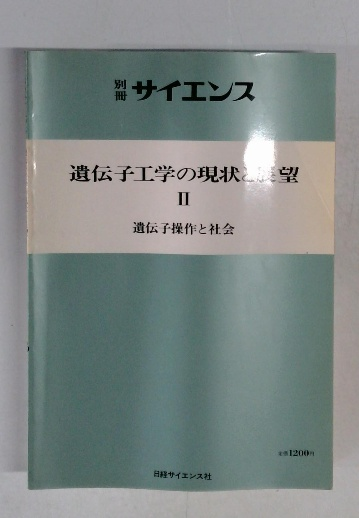 別冊 サイエンス
遺伝子工学の現状と展望
II
遺伝子操作と社会
定価1200円
日経サイエンス社